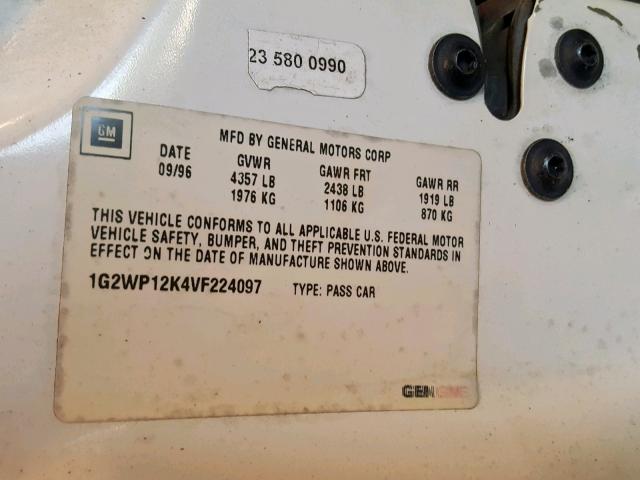 23 580 0990
GM
MFD BY GENERAL MOTORS CORP
DATE GVWR GAWR FRT GAWR RR
09/96 4357 LB 2438 LB 1919 LB
1976 KG 1106 KG 870 KG
THIS VEHICLE CONFORMS TO ALL APPLICABLE U.S. FEDERAL MOTOR
VEHICLE SAFETY, BUMPER, AND THEFT PREVENTION STANDARDS IN
EFFECT ON THE DATE OF MANUFACTURE SHOWN ABOVE.
1G2WP12K4VF224097 TYPE: PASS CAR
GENUINE